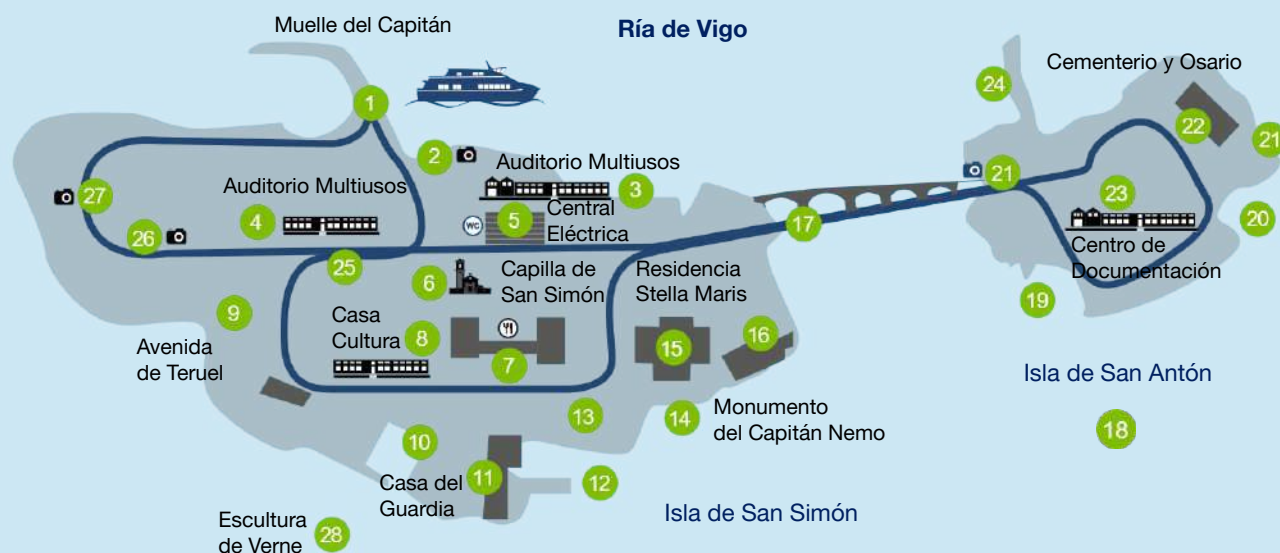 Muelle del Capitán
Ría de Vigo
Cementerio y Osario
24
1
22
21
2
Auditorio Multiusos
21
27
Auditorio Multiusos
3
23
4
WC
5
Central
Eléctrica
17
20
26
25
6
Capilla de
San Simón
Residencia
Stella Maris
Centro de
Documentación
19
9
Casa
Cultura
8
7
15
16
Avenida
de Teruel
Isla de San Antón
18
13
14
Monumento
del Capitán Nemo
10
11
Casa del
Guardia
12
Isla de San Simón
Escultura
de Verne
28